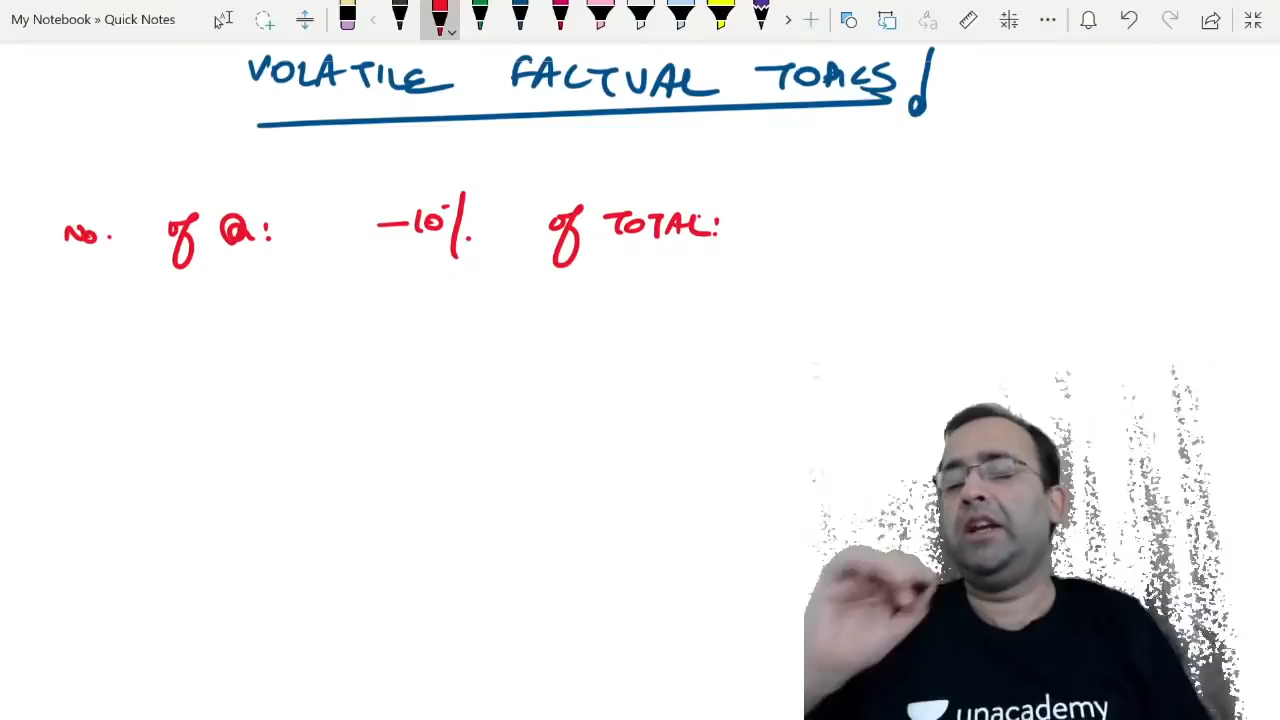 My Notebook » Quick Notes
VOLATILE FACTUAL TOPICS!
No. of Q: -10% of TOTAL:
unacademy